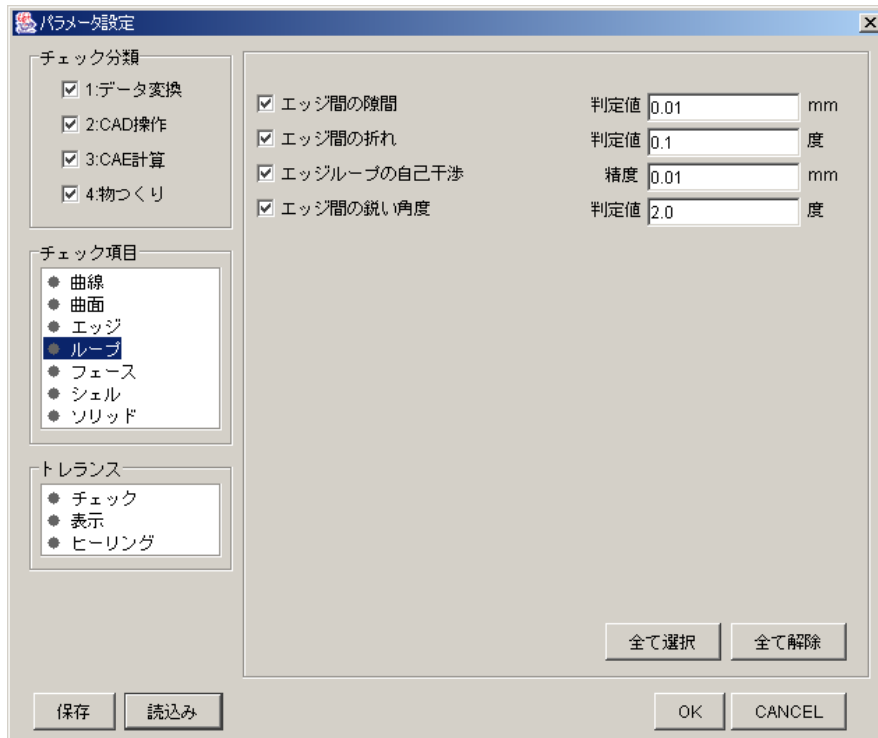 パラメータ設定
チェック分類
1:データ変換
2:CAD操作
3:CAE計算
4:物つくり
チェック項目
曲線
曲面
エッジ
ループ
フェース
シェル
ソリッド
トレランス
チェック
表示
ヒーリング
エッジ間の隙間 判定値 0.01 mm
エッジ間の折れ 判定値 0.1 度
エッジループの自己干渉 精度 0.01 mm
エッジ間の鋭い角度 判定値 2.0 度
全て選択 全て解除
保存 読込み OK CANCEL